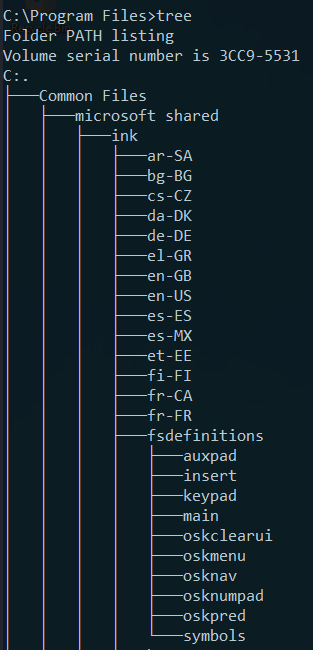 C:\Program Files>tree
Folder PATH listing
Volume serial number is 3CC9-5531
C:.
├───Common Files
│   ├───microsoft shared
│   │   ├───ink
│   │   │   ├───ar-SA
│   │   │   ├───bg-BG
│   │   │   ├───cs-CZ
│   │   │   ├───da-DK
│   │   │   ├───de-DE
│   │   │   ├───el-GR
│   │   │   ├───en-GB
│   │   │   ├───en-US
│   │   │   ├───es-ES
│   │   │   ├───es-MX
│   │   │   ├───et-EE
│   │   │   ├───fi-FI
│   │   │   ├───fr-CA
│   │   │   ├───fr-FR
│   │   │   ├───fsdefinitions
│   │   │   │   ├───auxpad
│   │   │   │   ├───insert
│   │   │   │   ├───keypad
│   │   │   │   ├───main
│   │   │   │   ├───oskclearui
│   │   │   │   ├───oskmenu
│   │   │   │   ├───osknav
│   │   │   │   ├───osknumpad
│   │   │   │   ├───oskpred
│   │   │   │   └───symbols